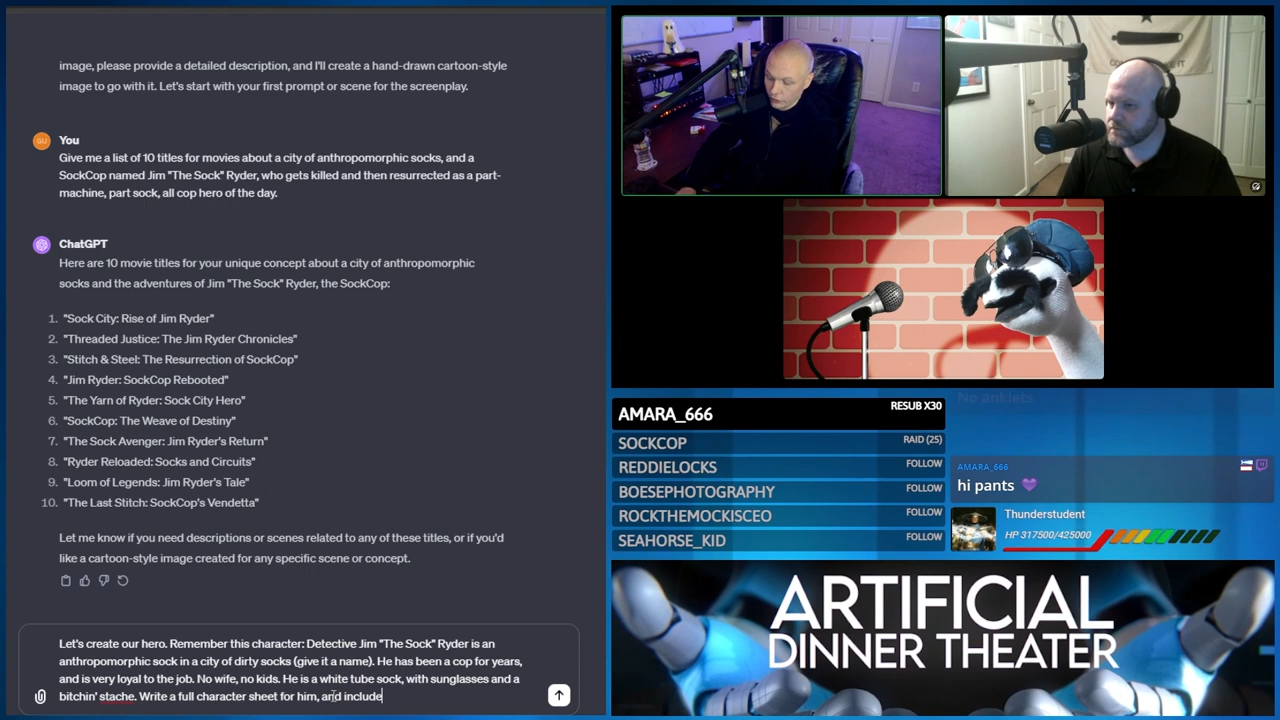 image, please provide a detailed description, and I'll create a hand-drawn cartoon-style
image to go with it. Let's start with your first prompt or scene for the screenplay.
GU
You
Give me a list of 10 titles for movies about a city of anthropomorphic socks, and a
SockCop named Jim "The Sock" Ryder, who gets killed and then resurrected as a part-
machine, part sock, all cop hero of the day.
ChatGPT
Here are 10 movie titles for your unique concept about a city of anthropomorphic
socks and the adventures of Jim "The Sock" Ryder, the SockCop:
1. "Sock City: Rise of Jim Ryder"
2. "Threaded Justice: The Jim Ryder Chronicles"
3. "Stitch & Steel: The Resurrection of SockCop"
4. "Jim Ryder: SockCop Rebooted"
5. "The Yarn of Ryder: Sock City Hero"
6. "SockCop: The Weave of Destiny"
7. "The Sock Avenger: Jim Ryder's Return"
8. "Ryder Reloaded: Socks and Circuits"
9. "Loom of Legends: Jim Ryder's Tale"
10. "The Last Stitch: SockCop's Vendetta"
Let me know if you need descriptions or scenes related to any of these titles, or if you'd
like a cartoon-style image created for any specific scene or concept.
Let's create our hero. Remember this character: Detective Jim "The Sock" Ryder is an
anthropomorphic sock in a city of dirty socks (give it a name). He has been a cop for years,
and is very loyal to the job. No wife, no kids. He is a white tube sock, with sunglasses and a
bitchin' stache. Write a full character sheet for him, and include
AMARA_666 RESUB X30
SOCKCOP RAID (25)
REDDIELOCKS FOLLOW
BOESEPHOTOGRAPHY FOLLOW
ROCKTHEMOCKISCEO FOLLOW
SEAHORSE_KID FOLLOW
No anklets
AMARA_666
hi pants
Thunderstudent
HP 317500/425000
ARTIFICIAL
DINNER THEATER